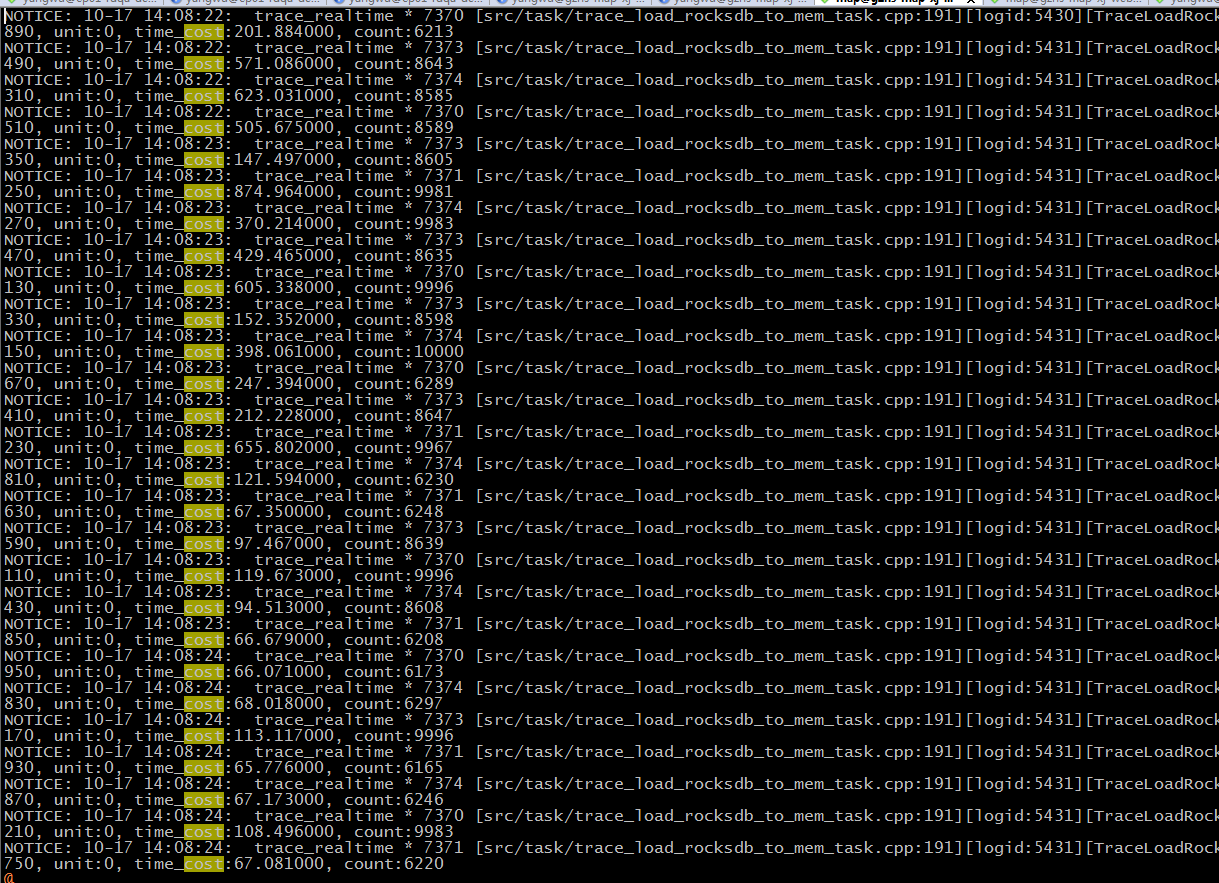 NOTICE: 10-17 14:08:22: trace_realtime * 7370 [src/task/trace_load_rocksdb_to_mem_task.cpp:191][logid:5430][TraceLoadRock
890, unit:0, time_cost:201.884000, count:6213
NOTICE: 10-17 14:08:22: trace_realtime * 7373 [src/task/trace_load_rocksdb_to_mem_task.cpp:191][logid:5431][TraceLoadRock
490, unit:0, time_cost:571.086000, count:8643
NOTICE: 10-17 14:08:22: trace_realtime * 7374 [src/task/trace_load_rocksdb_to_mem_task.cpp:191][logid:5431][TraceLoadRock
310, unit:0, time_cost:623.031000, count:8585
NOTICE: 10-17 14:08:22: trace_realtime * 7370 [src/task/trace_load_rocksdb_to_mem_task.cpp:191][logid:5431][TraceLoadRock
510, unit:0, time_cost:505.675000, count:8589
NOTICE: 10-17 14:08:23: trace_realtime * 7373 [src/task/trace_load_rocksdb_to_mem_task.cpp:191][logid:5431][TraceLoadRock
350, unit:0, time_cost:147.497000, count:8605
NOTICE: 10-17 14:08:23: trace_realtime * 7371 [src/task/trace_load_rocksdb_to_mem_task.cpp:191][logid:5431][TraceLoadRock
250, unit:0, time_cost:874.964000, count:9981
NOTICE: 10-17 14:08:23: trace_realtime * 7374 [src/task/trace_load_rocksdb_to_mem_task.cpp:191][logid:5431][TraceLoadRock
270, unit:0, time_cost:370.214000, count:9983
NOTICE: 10-17 14:08:23: trace_realtime * 7373 [src/task/trace_load_rocksdb_to_mem_task.cpp:191][logid:5431][TraceLoadRock
470, unit:0, time_cost:429.465000, count:8635
NOTICE: 10-17 14:08:23: trace_realtime * 7370 [src/task/trace_load_rocksdb_to_mem_task.cpp:191][logid:5431][TraceLoadRock
130, unit:0, time_cost:605.338000, count:9996
NOTICE: 10-17 14:08:23: trace_realtime * 7373 [src/task/trace_load_rocksdb_to_mem_task.cpp:191][logid:5431][TraceLoadRock
330, unit:0, time_cost:152.352000, count:8598
NOTICE: 10-17 14:08:23: trace_realtime * 7374 [src/task/trace_load_rocksdb_to_mem_task.cpp:191][logid:5431][TraceLoadRock
150, unit:0, time_cost:398.061000, count:10000
NOTICE: 10-17 14:08:23: trace_realtime * 7370 [src/task/trace_load_rocksdb_to_mem_task.cpp:191][logid:5431][TraceLoadRock
670, unit:0, time_cost:247.394000, count:6289
NOTICE: 10-17 14:08:23: trace_realtime * 7373 [src/task/trace_load_rocksdb_to_mem_task.cpp:191][logid:5431][TraceLoadRock
410, unit:0, time_cost:212.228000, count:8647
NOTICE: 10-17 14:08:23: trace_realtime * 7371 [src/task/trace_load_rocksdb_to_mem_task.cpp:191][logid:5431][TraceLoadRock
230, unit:0, time_cost:655.802000, count:9967
NOTICE: 10-17 14:08:23: trace_realtime * 7374 [src/task/trace_load_rocksdb_to_mem_task.cpp:191][logid:5431][TraceLoadRock
810, unit:0, time_cost:121.594000, count:6230
NOTICE: 10-17 14:08:23: trace_realtime * 7371 [src/task/trace_load_rocksdb_to_mem_task.cpp:191][logid:5431][TraceLoadRock
630, unit:0, time_cost:67.350000, count:6248
NOTICE: 10-17 14:08:23: trace_realtime * 7373 [src/task/trace_load_rocksdb_to_mem_task.cpp:191][logid:5431][TraceLoadRock
590, unit:0, time_cost:97.467000, count:8639
NOTICE: 10-17 14:08:23: trace_realtime * 7370 [src/task/trace_load_rocksdb_to_mem_task.cpp:191][logid:5431][TraceLoadRock
110, unit:0, time_cost:119.673000, count:9996
NOTICE: 10-17 14:08:23: trace_realtime * 7374 [src/task/trace_load_rocksdb_to_mem_task.cpp:191][logid:5431][TraceLoadRock
430, unit:0, time_cost:94.513000, count:8608
NOTICE: 10-17 14:08:23: trace_realtime * 7371 [src/task/trace_load_rocksdb_to_mem_task.cpp:191][logid:5431][TraceLoadRock
850, unit:0, time_cost:66.679000, count:6208
NOTICE: 10-17 14:08:24: trace_realtime * 7370 [src/task/trace_load_rocksdb_to_mem_task.cpp:191][logid:5431][TraceLoadRock
950, unit:0, time_cost:66.071000, count:6173
NOTICE: 10-17 14:08:24: trace_realtime * 7374 [src/task/trace_load_rocksdb_to_mem_task.cpp:191][logid:5431][TraceLoadRock
830, unit:0, time_cost:68.018000, count:6297
NOTICE: 10-17 14:08:24: trace_realtime * 7373 [src/task/trace_load_rocksdb_to_mem_task.cpp:191][logid:5431][TraceLoadRock
170, unit:0, time_cost:113.117000, count:9996
NOTICE: 10-17 14:08:24: trace_realtime * 7371 [src/task/trace_load_rocksdb_to_mem_task.cpp:191][logid:5431][TraceLoadRock
930, unit:0, time_cost:65.776000, count:6165
NOTICE: 10-17 14:08:24: trace_realtime * 7374 [src/task/trace_load_rocksdb_to_mem_task.cpp:191][logid:5431][TraceLoadRock
870, unit:0, time_cost:67.173000, count:6246
NOTICE: 10-17 14:08:24: trace_realtime * 7370 [src/task/trace_load_rocksdb_to_mem_task.cpp:191][logid:5431][TraceLoadRock
210, unit:0, time_cost:108.496000, count:9983
NOTICE: 10-17 14:08:24: trace_realtime * 7371 [src/task/trace_load_rocksdb_to_mem_task.cpp:191][logid:5431][TraceLoadRock
750, unit:0, time_cost:67.081000, count:6220
@